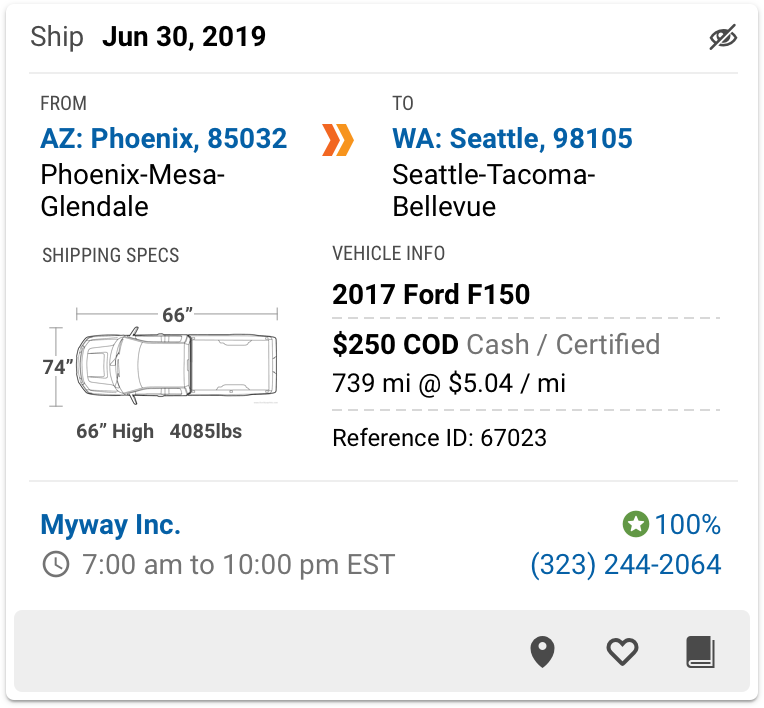 Ship Jun 30, 2019
FROM
AZ: Phoenix, 85032
Phoenix-Mesa-
Glendale
TO
WA: Seattle, 98105
Seattle-Tacoma-
Bellevue
SHIPPING SPECS
66”
74”
66” High 4085lbs
VEHICLE INFO
2017 Ford F150
$250 COD Cash / Certified
739 mi @ $5.04 / mi
Reference ID: 67023
Myway Inc.
100%
7:00 am to 10:00 pm EST
(323) 244-2064